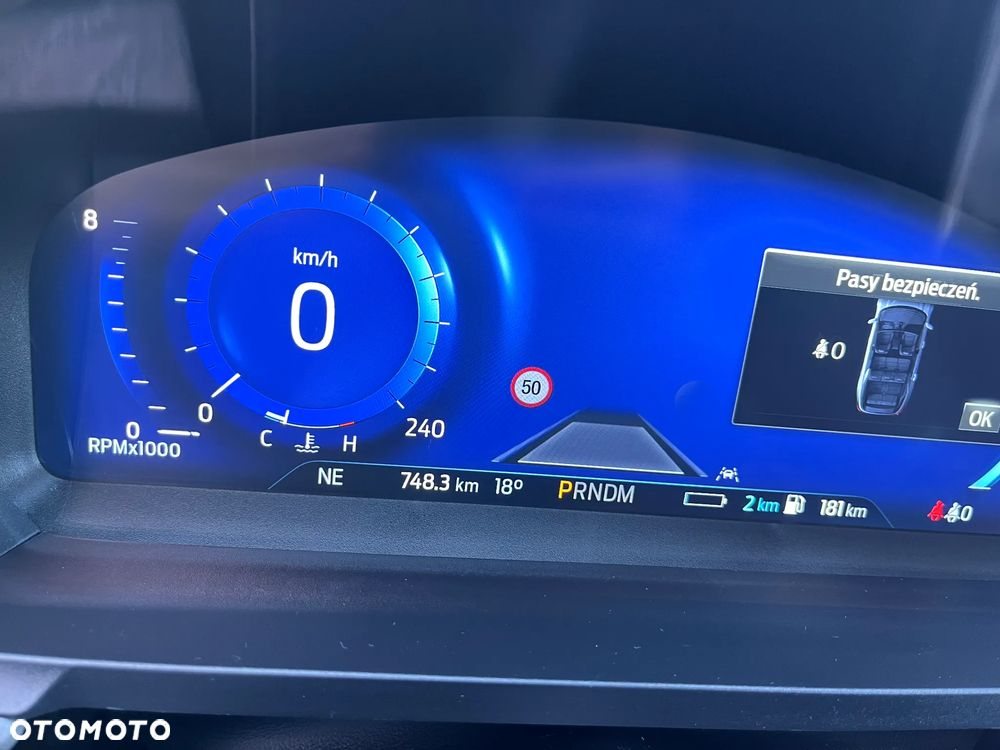 8
km/h
0
0
0
RPMx1000
C
H
240
50
Pasy bezpieczeń.
0
OK
NE
748.3 km
18°
PRNDM
2 km
181 km
0
OTOMOTO